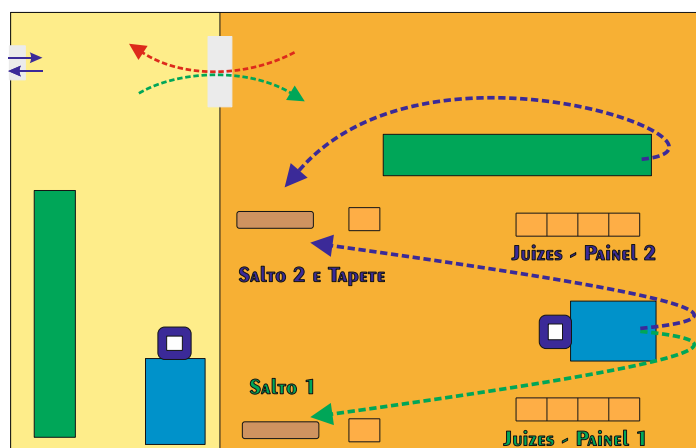 Juizes - Painel 2
Salto 2 e Tapete
Salto 1
Juizes - Painel 1